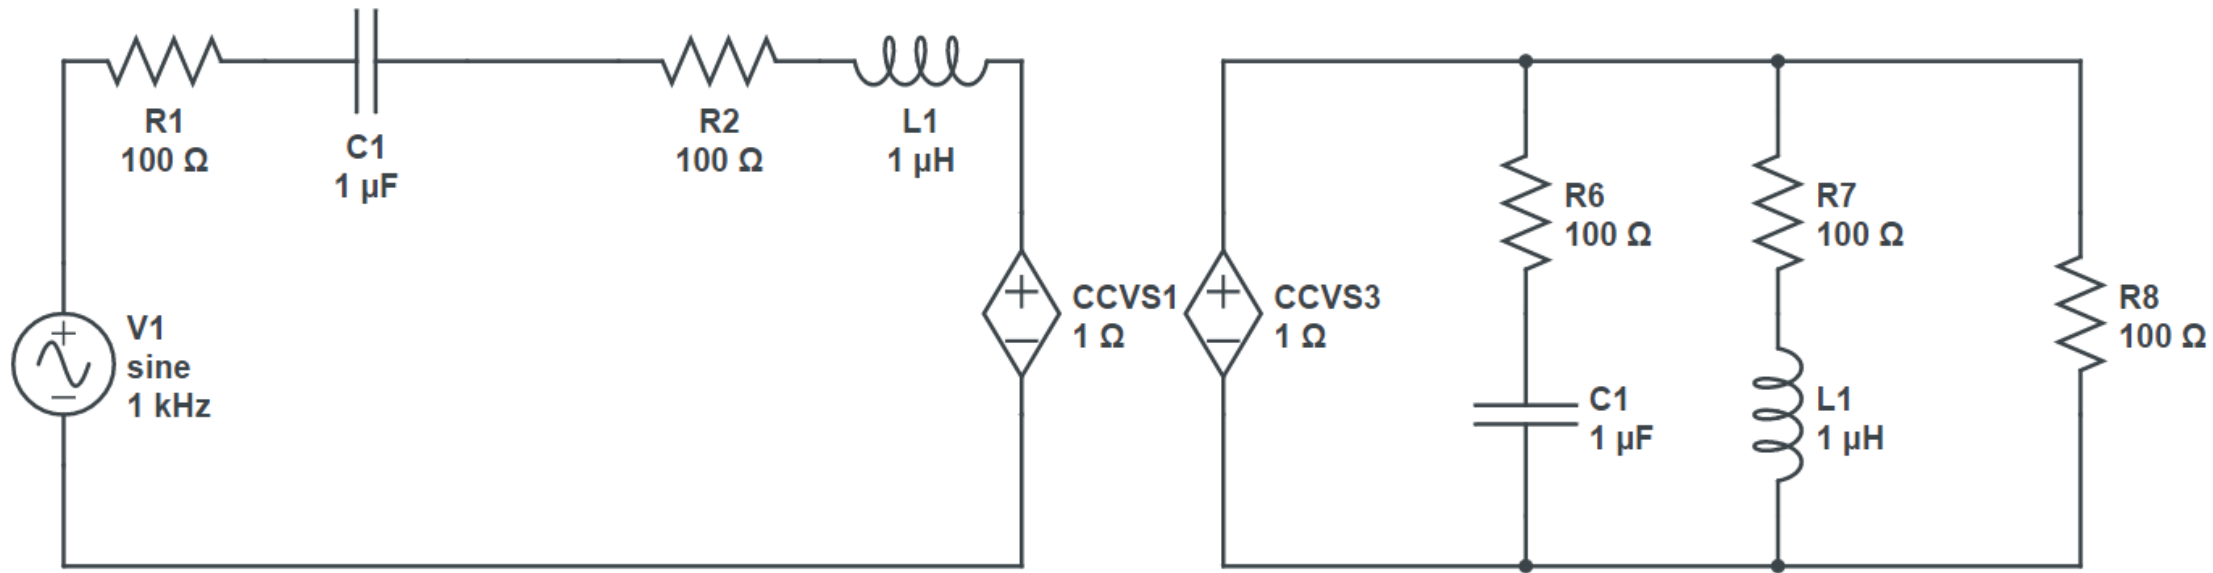 R1
100 Ω
C1
1 µF
R2
100 Ω
L1
1 µH
V1
sine
1 kHz
CCVS1
1 Ω
CCVS3
1 Ω
R6
100 Ω
C1
1 µF
R7
100 Ω
L1
1 µH
R8
100 Ω